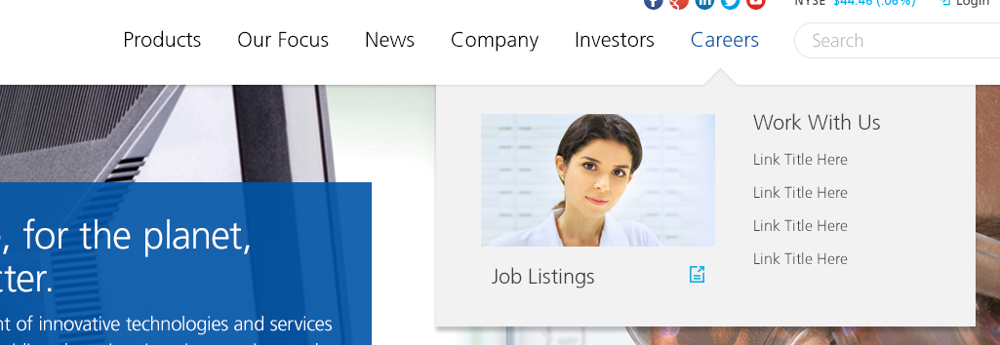 NYSE $44.46 (.06%) Login
Products Our Focus News Company Investors Careers Search
Work With Us
Link Title Here
Link Title Here
Link Title Here
Link Title Here
Job Listings
, for the planet,
tter.
nt of innovative technologies and services